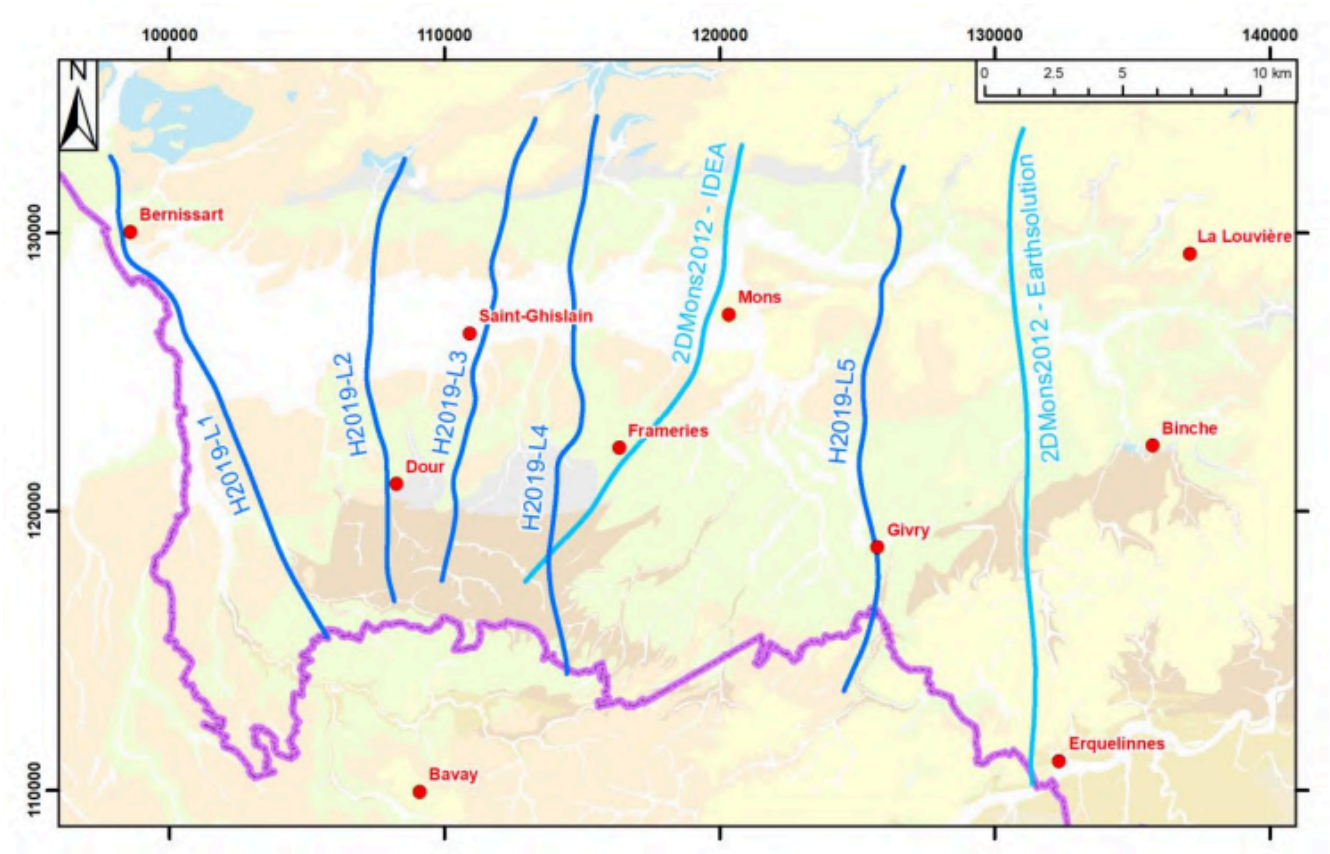 100000
110000
120000
130000
140000
N
0
2.5
5
10 km
130000
120000
110000
Bernissart
La Louvière
Mons
Saint-Ghislain
Frameries
Binche
Dour
Givry
Erquelinnes
Bavay
H2019-L1
H2019-L2
H2019-L3
H2019-L4
2DMons2012 - IDEA
H2019-L5
2DMons2012 - Earthsolution